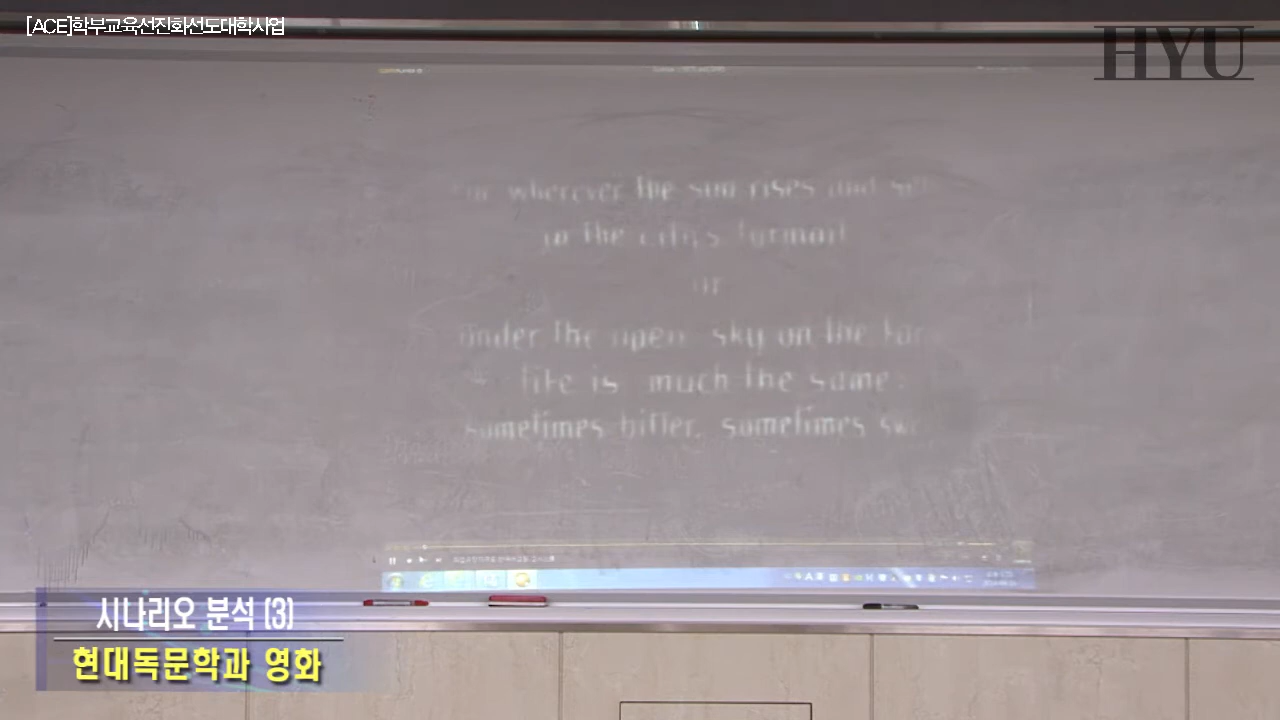 [ACE]학부교육선진화선도대학사업
HYU
wherever the sun rises and
in the city's turmoil
or
under the open sky on the
life is much the same:
sometimes bitter, sometimes
시나리오 분석 (3)
현대독문학과 영화